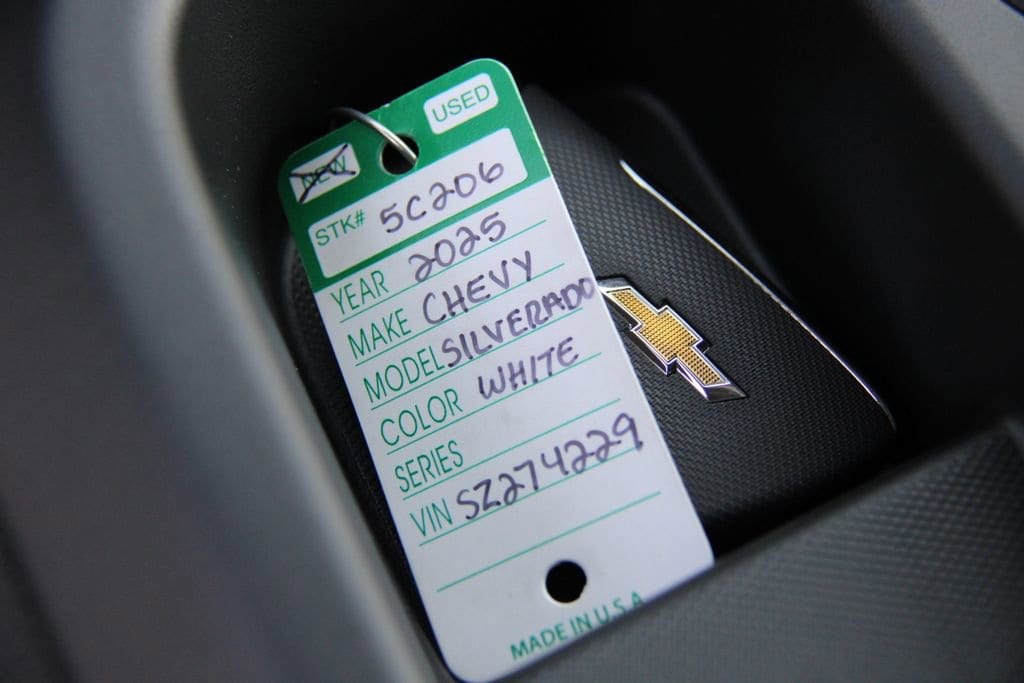 USED
NEW
STK# 5C206
YEAR 2025
MAKE CHEVY
MODEL SILVERADO
COLOR WHITE
SERIES
VIN SZ274229
MADE IN U.S.A